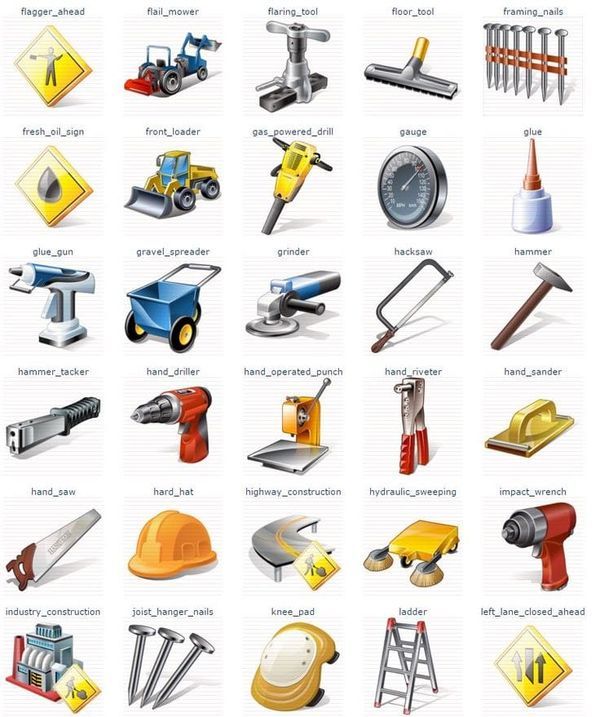 flagger_ahead
flail_mower
flaring_tool
floor_tool
framing_nails
fresh_oil_sign
front_loader
gas_powered_drill
gauge
glue
glue_gun
gravel_spreader
grinder
hacksaw
hammer
hammer_tacker
hand_driller
hand_operated_punch
hand_riveter
hand_sander
hand_saw
hard_hat
highway_construction
hydraulic_sweeping
impact_wrench
industry_construction
joist_hanger_nails
knee_pad
ladder
left_lane_closed_ahead